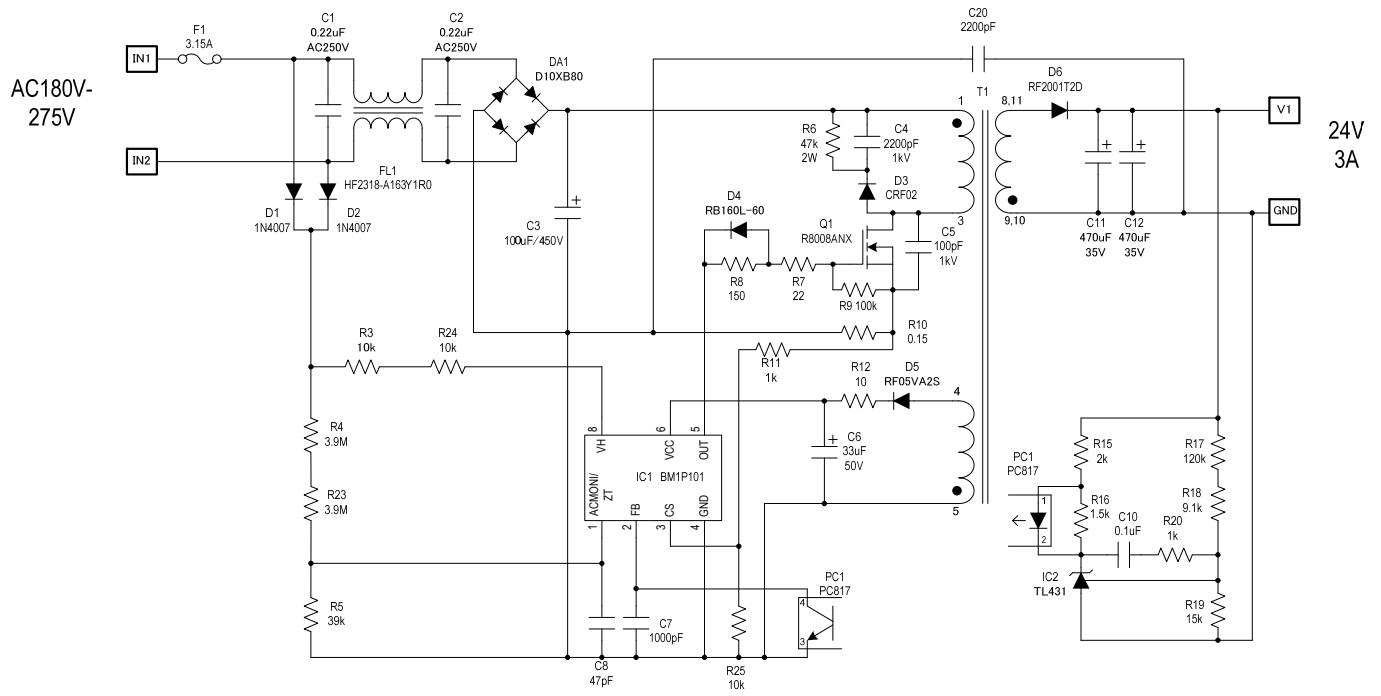 AC180V-
275V
IN1
IN2
F1
3.15A
C1
0.22uF
AC250V
C2
0.22uF
AC250V
FL1
HF2318-A163Y1R0
DA1
D10XB80
D1
1N4007
D2
1N4007
C3
100uF/450V
C20
2200pF
R6
47k
2W
C4
2200pF
1kV
D3
CRF02
D4
RB160L-60
Q1
R8008ANX
C5
100pF
1kV
R8
150
R7
22
R9 100k
R10
0.15
R11
1k
T1
1
3
8,11
9,10
4
5
D6
RF2001T2D
C11
470uF
35V
C12
470uF
35V
V1
GND
24V
3A
R3
10k
R24
10k
R4
3.9M
R23
3.9M
R5
39k
R12
10
D5
RF05VA2S
C6
33uF
50V
8
6
5
VH
VCC
OUT
IC1 BM1P101
ACMONI/
ZT
FB
CS
GND
1
2
3
4
C8
47pF
C7
1000pF
R25
10k
PC1
PC817
4
3
PC1
PC817
1
2
R15
2k
R16
1.5k
C10
0.1uF
R20
1k
R17
120k
R18
9.1k
R19
15k
IC2
TL431